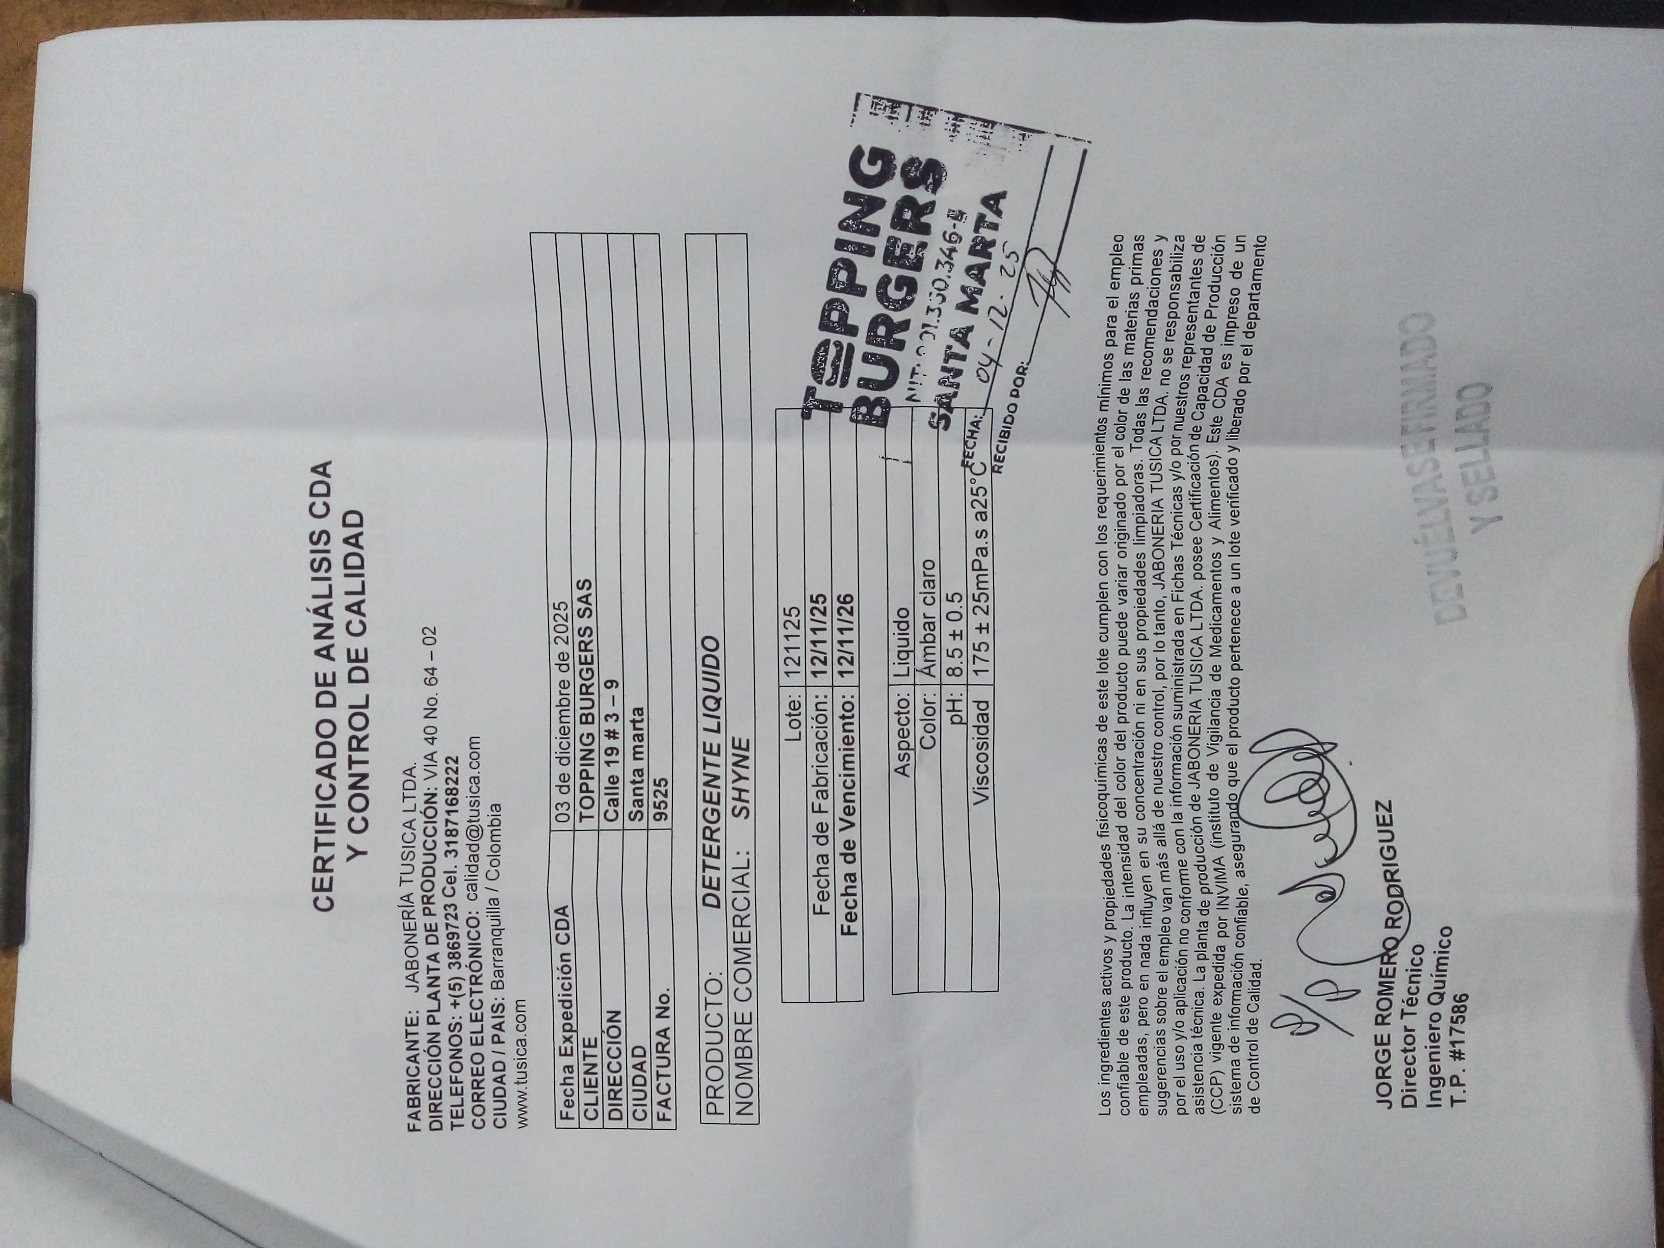 CERTIFICADO DE ANÁLISIS CDA
Y CONTROL DE CALIDAD
FABRICANTE: JABONERÍA TUSICA LTDA.
DIRECCIÓN PLANTA DE PRODUCCIÓN: VIA 40 No. 64 – 02
TELEFONOS: +(5) 3869723 Cel. 3187168222
CORREO ELECTRÓNICO: calidad@tusica.com
CIUDAD / PAIS: Barranquilla / Colombia
www.tusica.com
Fecha Expedición CDA 03 de diciembre de 2025
CLIENTE TOPPING BURGERS SAS
DIRECCIÓN Calle 19 # 3 – 9
CIUDAD Santa marta
FACTURA No. 9525
PRODUCTO: DETERGENTE LIQUIDO
NOMBRE COMERCIAL: SHYNE
Lote: 121125
Fecha de Fabricación: 12/11/25
Fecha de Vencimiento: 12/11/26
Aspecto: Liquido
Color: Ámbar claro
pH: 8.5 ± 0.5
Viscosidad 175 ± 25mPa.s a25°C
TOPPING
BURGERS
SANTA MARTA
FECHA: 04-12-25
RECIBIDO POR:
Los ingredientes activos y propiedades fisicoquímicas de este lote cumplen con los requerimientos mínimos para el empleo
confiable de este producto. La intensidad del color del producto puede variar originado por el color de las materias primas
empleadas, pero en nada influyen en su concentración ni en sus propiedades limpiadoras. Todas las recomendaciones y
sugerencias sobre el empleo van más allá de nuestro control, por lo tanto, JABONERIA TUSICA LTDA. no se responsabiliza
por el uso y/o aplicación no conforme con la información suministrada en Fichas Técnicas y/o por nuestros representantes de
asistencia técnica. La planta de producción de JABONERIA TUSICA LTDA. posee Certificación de Capacidad de Producción
(CCP) vigente expedida por INVIMA (instituto de Vigilancia de Medicamentos y Alimentos). Este CDA es impreso de un
sistema de información confiable, asegurando que el producto pertenece a un lote verificado y liberado por el departamento
de Control de Calidad.
P/P
JORGE ROMERO RODRIGUEZ
Director Técnico
Ingeniero Químico
T.P. #17586
DEVUÉLVASE FIRMADO
Y SELLADO